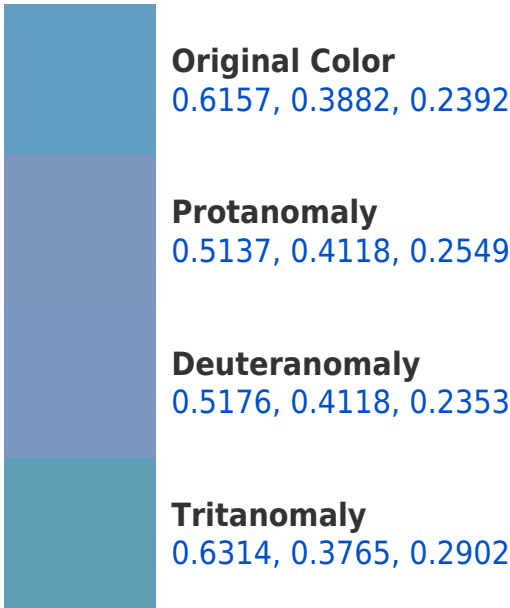 Original Color
0.6157, 0.3882, 0.2392
Protanomaly
0.5137, 0.4118, 0.2549
Deuteranomaly
0.5176, 0.4118, 0.2353
Tritanomaly
0.6314, 0.3765, 0.2902